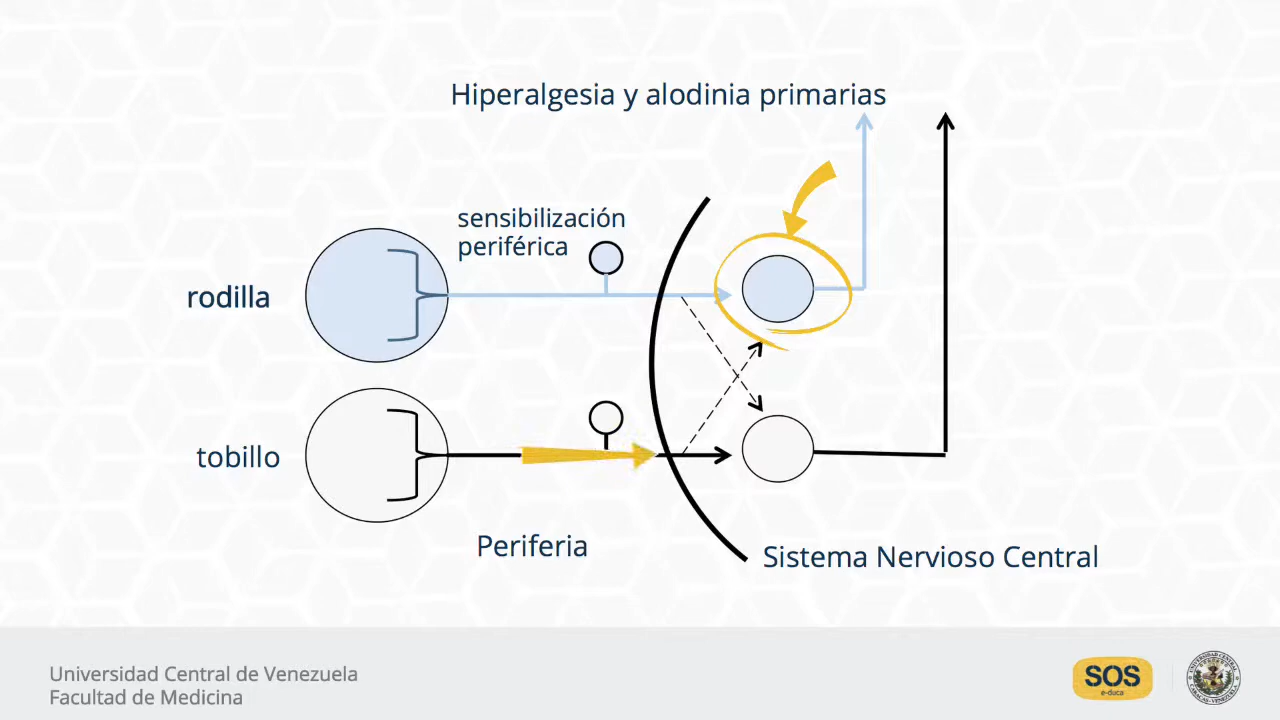 Hiperalgesia y alodinia primarias
sensibilización
periférica
rodilla
tobillo
Periferia
Sistema Nervioso Central
Universidad Central de Venezuela
Facultad de Medicina
SOS
e-duca